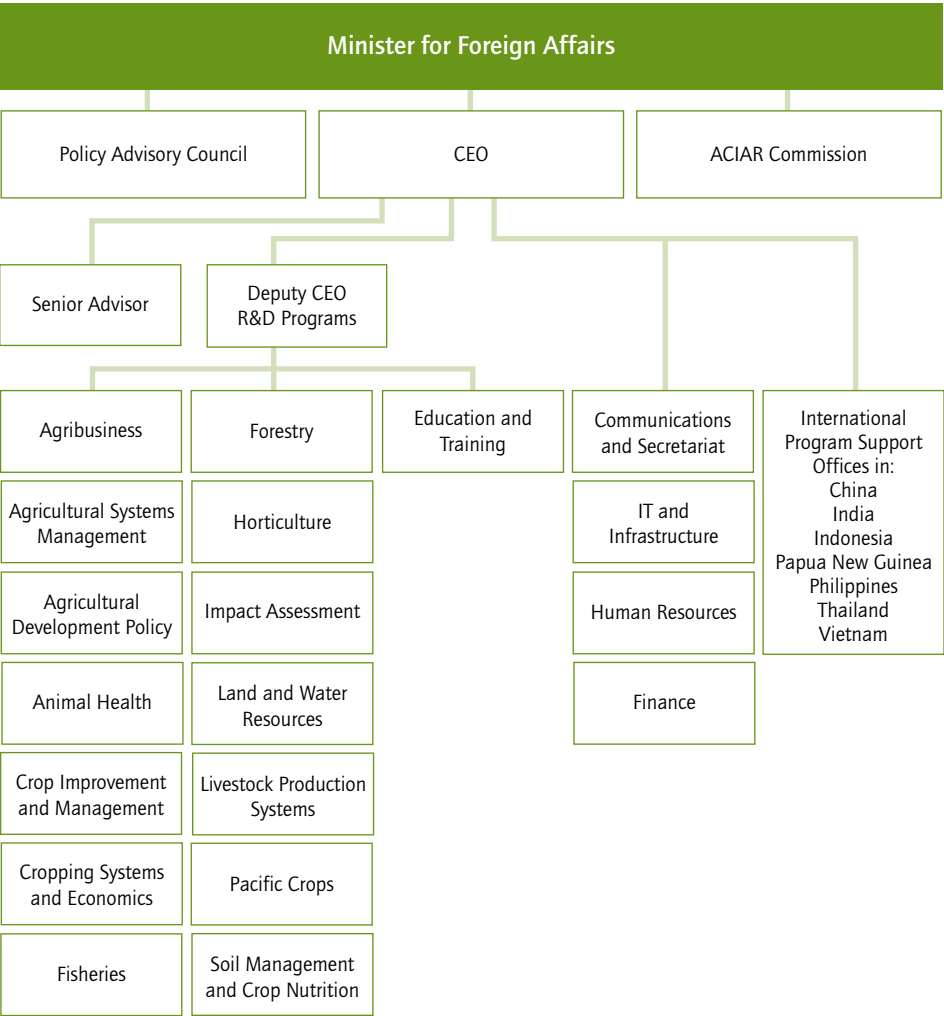 Minister for Foreign Affairs
Policy Advisory Council
CEO
ACIAR Commission
Senior Advisor
Deputy CEO
R&D Programs
Agribusiness
Agricultural Systems
Management
Agricultural
Development Policy
Animal Health
Crop Improvement
and Management
Cropping Systems
and Economics
Fisheries
Forestry
Horticulture
Impact Assessment
Land and Water
Resources
Livestock Production
Systems
Pacific Crops
Soil Management
and Crop Nutrition
Education and
Training
Communications
and Secretariat
IT and
Infrastructure
Human Resources
Finance
International
Program Support
Offices in:
China
India
Indonesia
Papua New Guinea
Philippines
Thailand
Vietnam